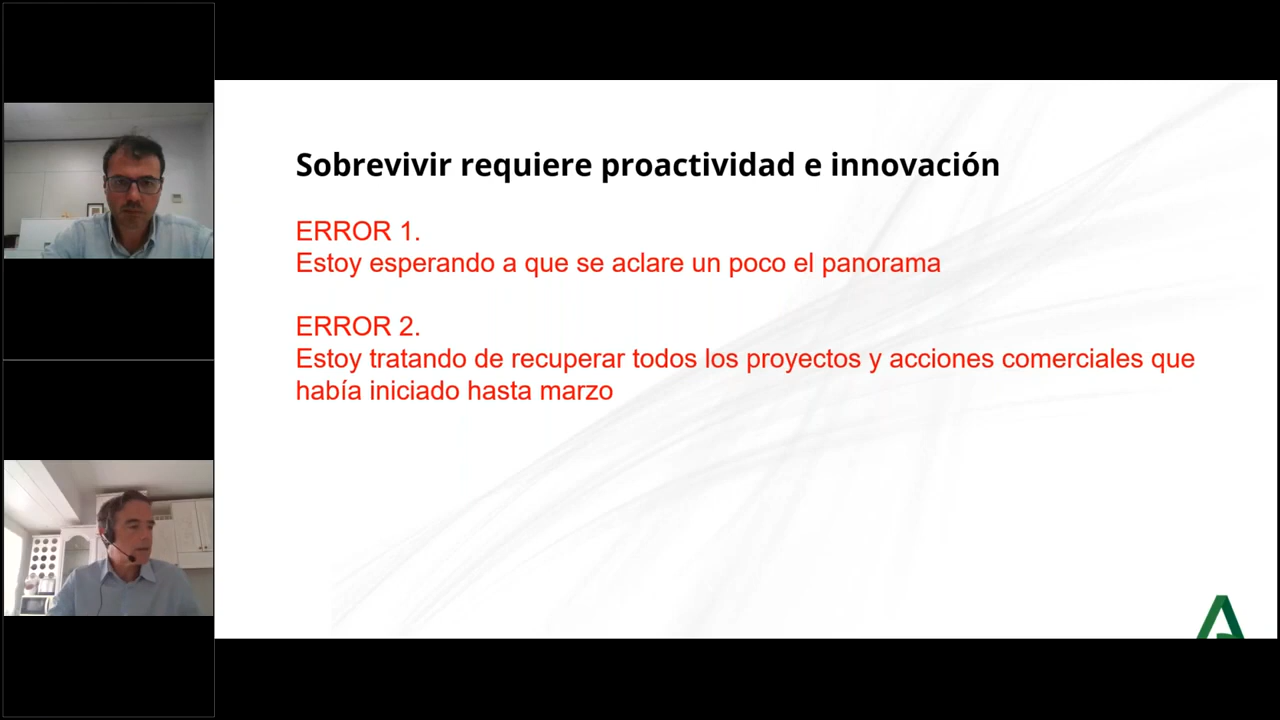 Sobrevivir requiere proactividad e innovación
ERROR 1.
Estoy esperando a que se aclare un poco el panorama
ERROR 2.
Estoy tratando de recuperar todos los proyectos y acciones comerciales que
había iniciado hasta marzo